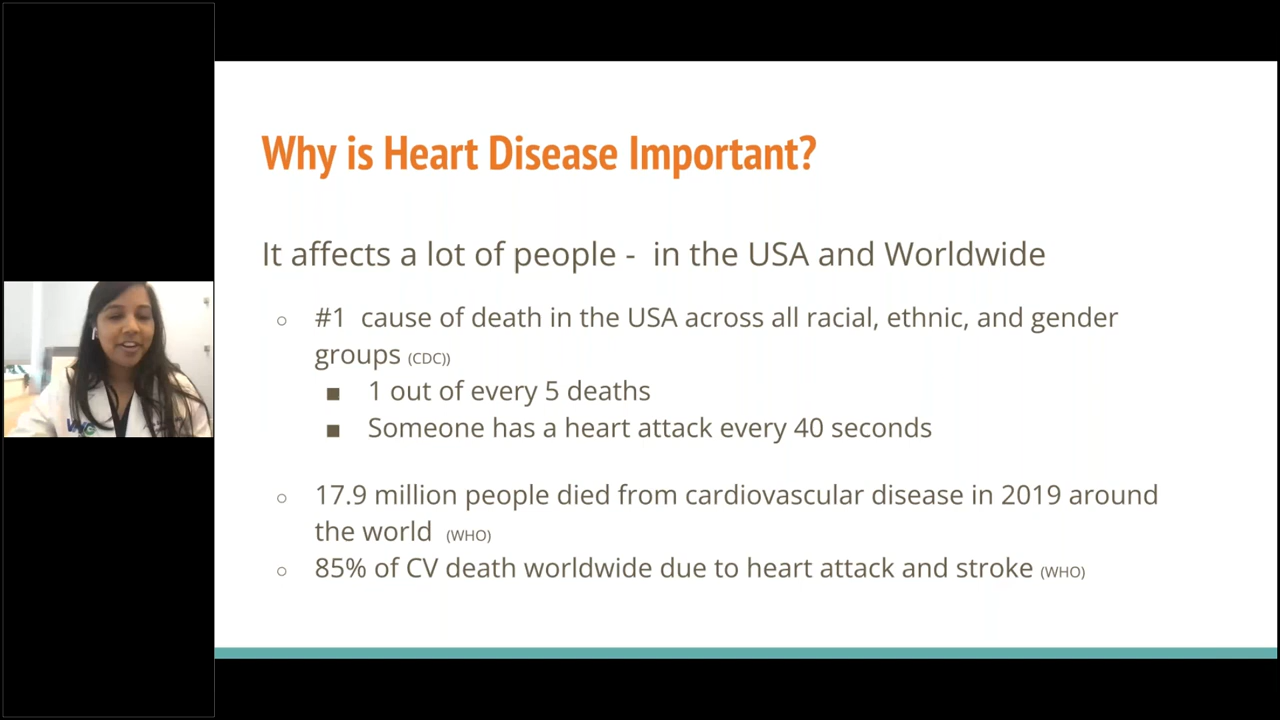 Why is Heart Disease Important?
It affects a lot of people - in the USA and Worldwide
○ #1 cause of death in the USA across all racial, ethnic, and gender
groups (CDC))
■ 1 out of every 5 deaths
■ Someone has a heart attack every 40 seconds
○ 17.9 million people died from cardiovascular disease in 2019 around
the world (WHO)
○ 85% of CV death worldwide due to heart attack and stroke (WHO)